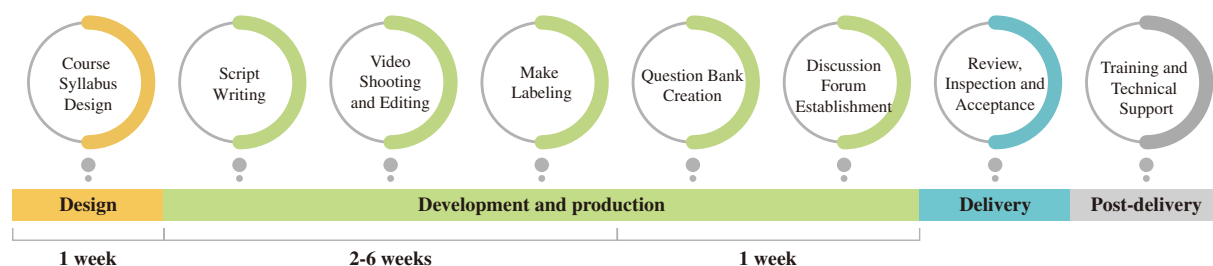 Course
Syllabus
Design
Script
Writing
Video
Shooting
and Editing
Make
Labeling
Question Bank
Creation
Discussion
Forum
Establishment
Review,
Inspection and
Acceptance
Training and
Technical
Support
Design
Development and production
Delivery
Post-delivery
1 week
2-6 weeks
1 week